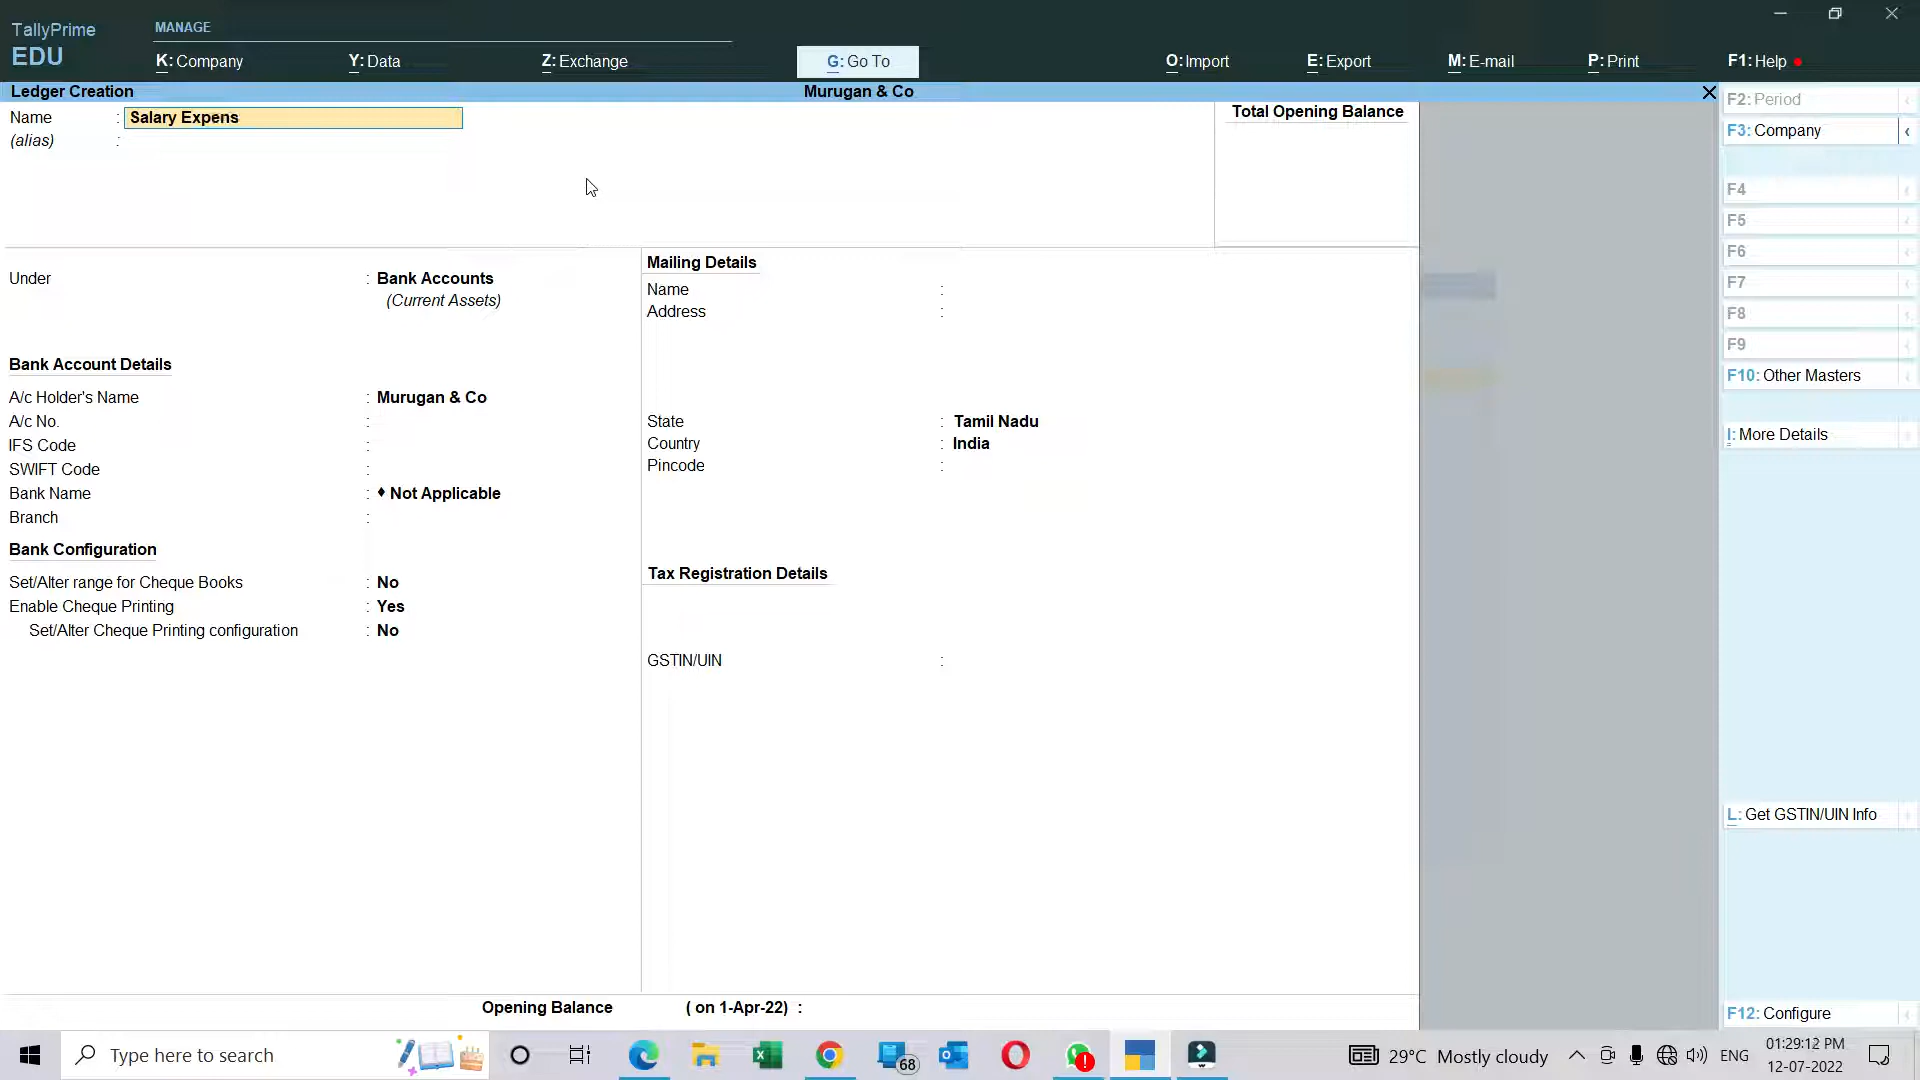 TallyPrime
EDU
MANAGE
K: Company
Y: Data
Z: Exchange
G: Go To
O: Import
E: Export
M: E-mail
P: Print
F1: Help
Ledger Creation
Murugan & Co
Name : Salary Expens
(alias) :
Total Opening Balance
Under : Bank Accounts
(Current Assets)
Bank Account Details
A/c Holder's Name : Murugan & Co
A/c No. :
IFS Code :
SWIFT Code :
Bank Name : ♦ Not Applicable
Branch :
Bank Configuration
Set/Alter range for Cheque Books : No
Enable Cheque Printing : Yes
Set/Alter Cheque Printing configuration : No
Mailing Details
Name :
Address :
State : Tamil Nadu
Country : India
Pincode :
Tax Registration Details
GSTIN/UIN :
Opening Balance ( on 1-Apr-22) :
F2: Period
F3: Company
F4
F5
F6
F7
F8
F9
F10: Other Masters
I: More Details
L: Get GSTIN/UIN Info
F12: Configure
Type here to search
68
29°C Mostly cloudy
ENG
01:29:12 PM
12-07-2022